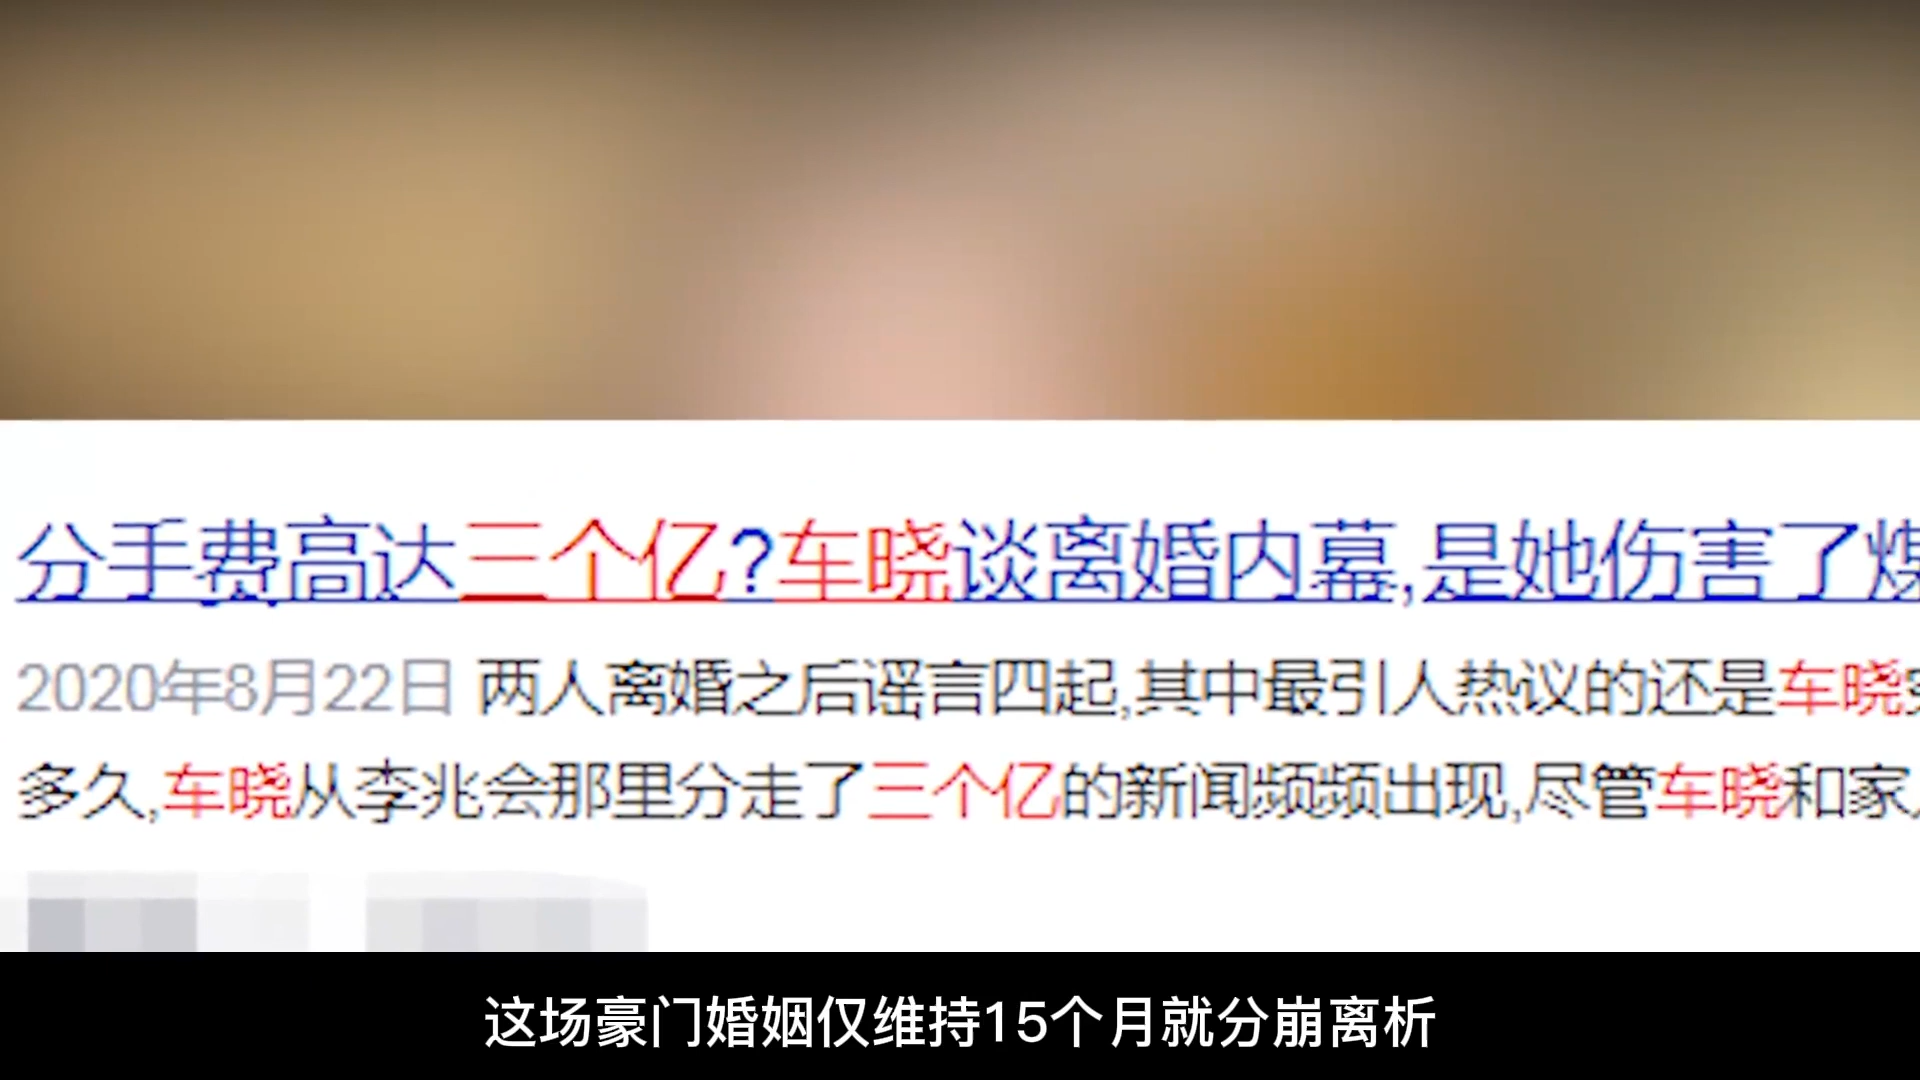 分手费高达三个亿?车晓谈离婚内幕,是她伤害了煤
2020年8月22日 两人离婚之后谣言四起,其中最引人热议的还是车晓
多久,车晓从李兆会那里分走了三个亿的新闻频频出现,尽管车晓和家
这场豪门婚姻仅维持15个月就分崩离析